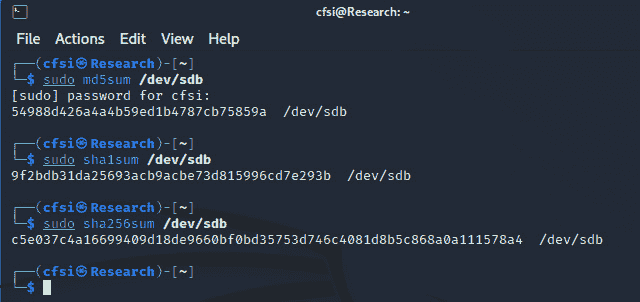 cfsi@Research: ~
File Actions Edit View Help
┌──(cfsi㉿Research)-[~]
└─$ sudo md5sum /dev/sdb
[sudo] password for cfsi:
54988d426a4a4b59ed1b4787cb75859a  /dev/sdb
┌──(cfsi㉿Research)-[~]
└─$ sudo sha1sum /dev/sdb
9f2bdb31da25693acb9acbe73d815996cd7e293b  /dev/sdb
┌──(cfsi㉿Research)-[~]
└─$ sudo sha256sum /dev/sdb
c5e037c4a16699409d18de9660bf0bd35753d746c4081d8b5c868a0a111578a4  /dev/sdb
┌──(cfsi㉿Research)-[~]
└─$